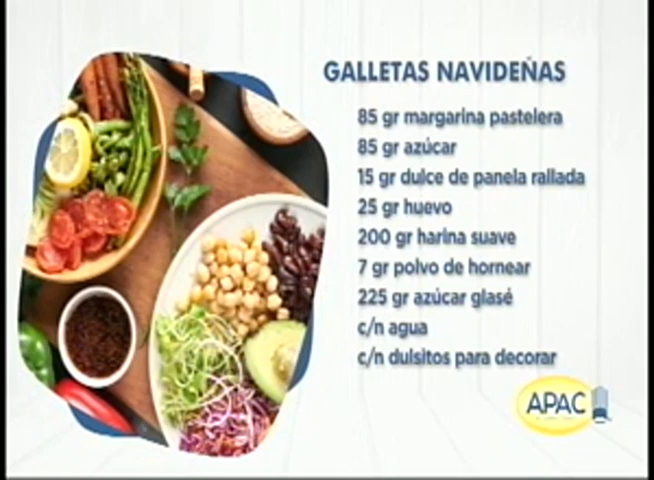 GALLETAS NAVIDEÑAS
85 gr margarina pastelera
85 gr azúcar
15 gr dulce de panela rallada
25 gr huevo
200 gr harina suave
7 gr polvo de hornear
225 gr azúcar glasé
c/n agua
c/n dulsitos para decorar
APAC